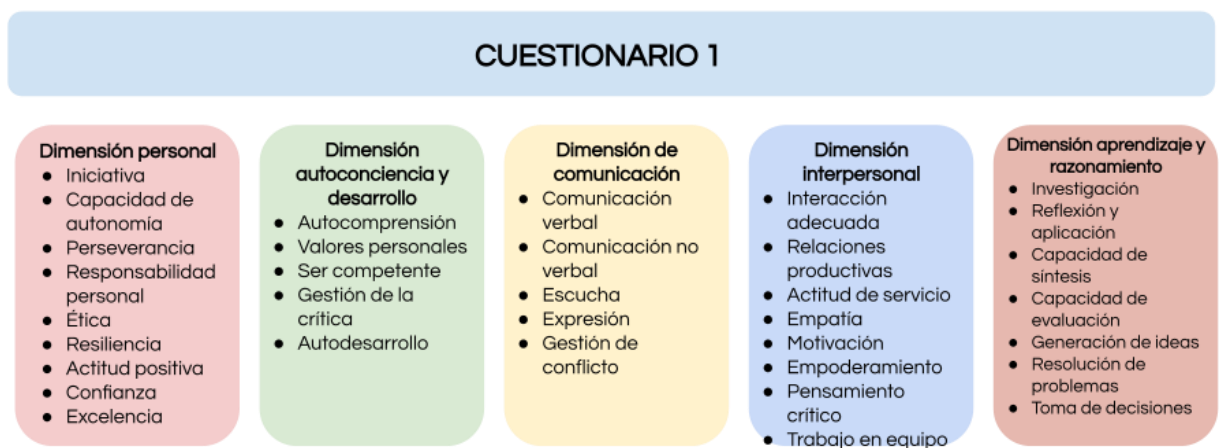 CUESTIONARIO 1
Dimensión personal
● Iniciativa
● Capacidad de
autonomía
● Perseverancia
● Responsabilidad
personal
● Ética
● Resiliencia
● Actitud positiva
● Confianza
● Excelencia
Dimensión
autoconciencia y
desarrollo
● Autocomprensión
● Valores personales
● Ser competente
● Gestión de la
crítica
● Autodesarrollo
Dimensión de
comunicación
● Comunicación
verbal
● Comunicación no
verbal
● Escucha
● Expresión
● Gestión de
conflicto
Dimensión
interpersonal
● Interacción
adecuada
● Relaciones
productivas
● Actitud de servicio
● Empatía
● Motivación
● Empoderamiento
● Pensamiento
crítico
● Trabajo en equipo
Dimensión aprendizaje y
razonamiento
● Investigación
● Reflexión y
aplicación
● Capacidad de
síntesis
● Capacidad de
evaluación
● Generación de ideas
● Resolución de
problemas
● Toma de decisiones